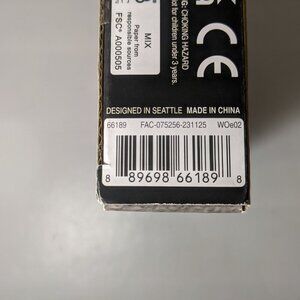 MIX
Paper from
responsible sources
FSC® A000505
CHOKING HAZARD
not for children under 3 years.
CE
DESIGNED IN SEATTLE MADE IN CHINA
66189 FAC-075256-231125 WOe02
8 89698 66189 8